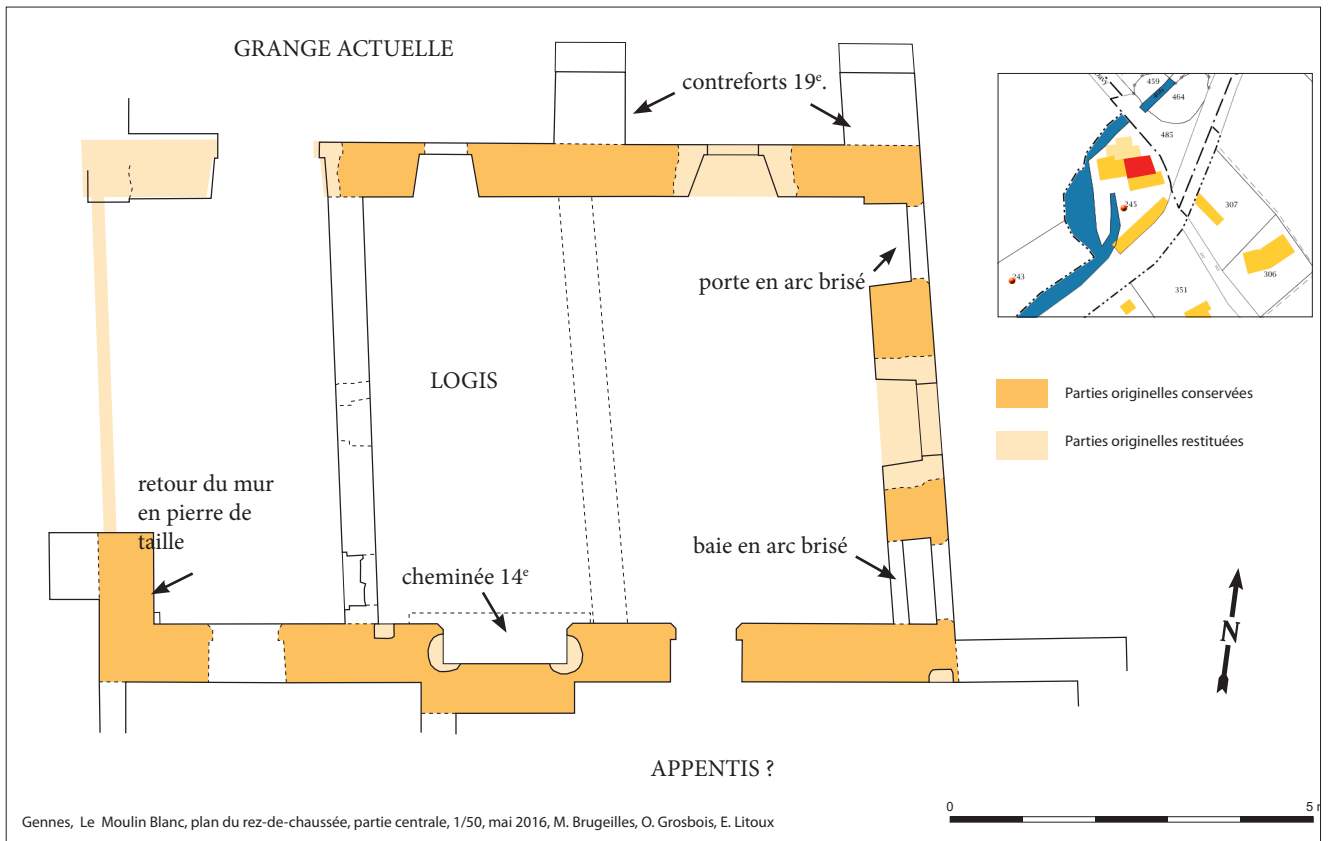 GRANGE ACTUELLE
contreforts 19e.
459
464
485
245
307
243
306
351
porte en arc brisé
LOGIS
Parties originelles conservées
Parties originelles restituées
retour du mur
en pierre de
taille
baie en arc brisé
cheminée 14e
N
APPENTIS ?
0
5
Gennes, Le Moulin Blanc, plan du rez-de-chaussée, partie centrale, 1/50, mai 2016, M. Brugeilles, O. Grosbois, E. Litoux